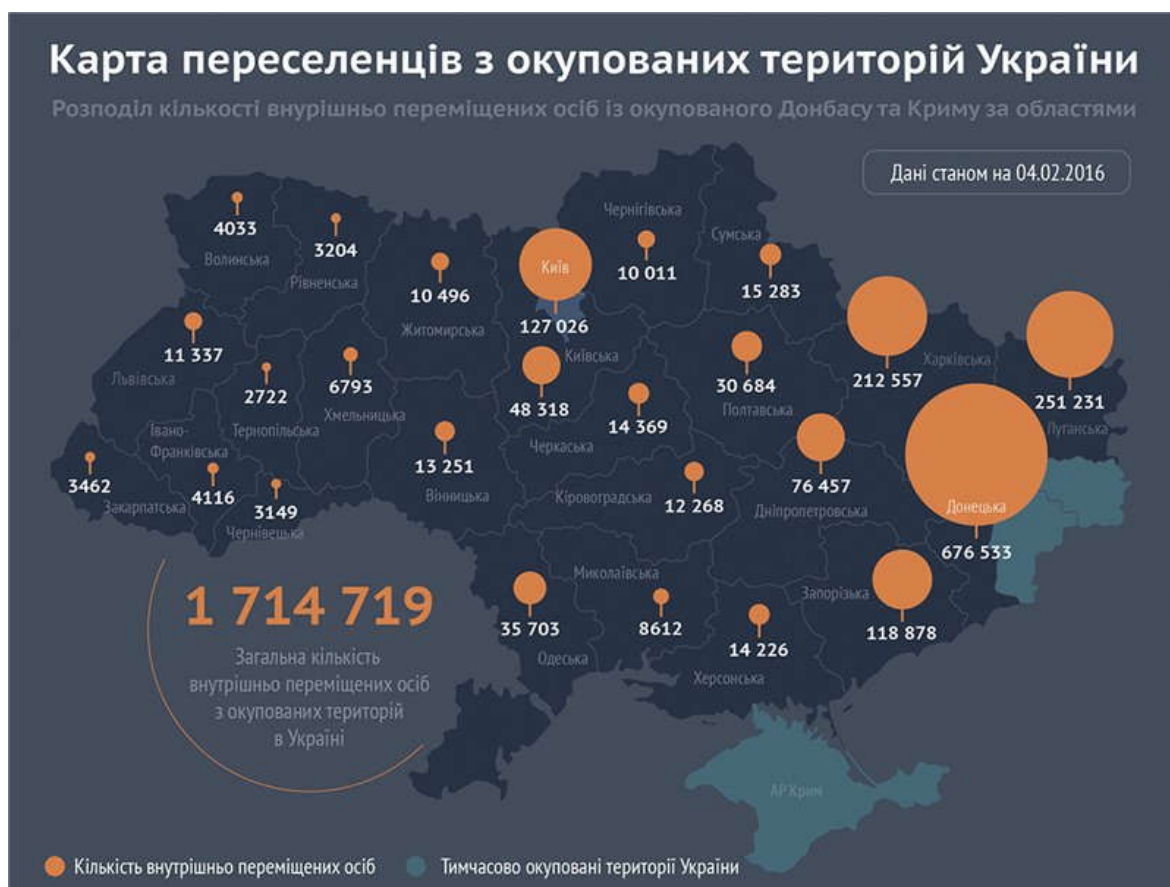 Карта переселенців з окупованих територій України
Розподіл кількості внурішньо переміщених осіб із окупованого Донбасу та Криму за областями
Дані станом на 04.02.2016
4033
Волинська
3204
Рівненська
10 496
Житомирська
Київ
127 026
Київська
48 318
Чернігівська
10 011
Сумська
15 283
Харківська
212 557
251 231
Луганська
11 337
Львівська
2722
Тернопільська
6793
Хмельницька
14 369
Черкаська
30 684
Полтавська
Івано-
Франківська
4116
3462
Закарпатська
3149
Чернівецька
13 251
Вінницька
Кіровоградська
12 268
76 457
Дніпропетровська
Донецька
676 533
Запорізька
118 878
35 703
Одеська
Миколаївська
8612
14 226
Херсонська
АР Крим
1 714 719
Загальна кількість
внутрішньо переміщених осіб
з окупованих територій
в Україні
Кількість внутрішньо переміщених осіб
Тимчасово окуповані території України